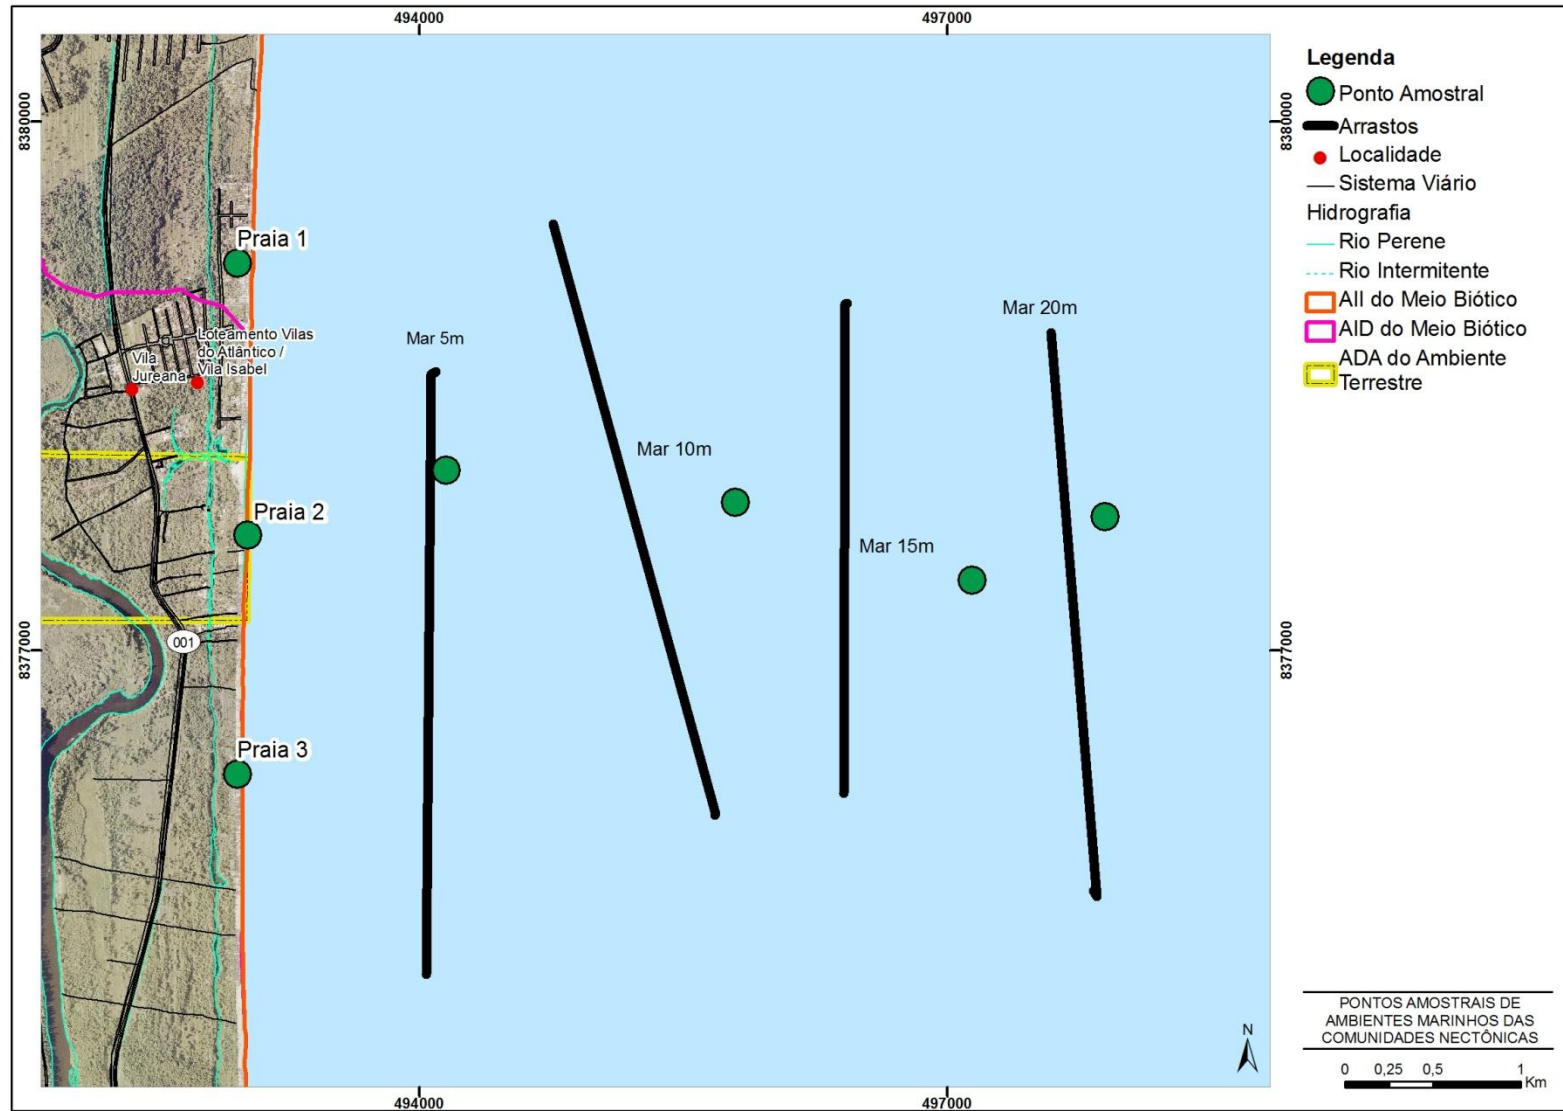 494000
497000
8380000
8380000
8377000
8377000
Praia 1
Loteamento Vilas
do Atlântico /
Vila Isabel
Vila
Jureana
Praia 2
001
Praia 3
Mar 5m
Mar 10m
Mar 15m
Mar 20m
494000
497000
Legenda
Ponto Amostral
Arrastos
Localidade
Sistema Viário
Hidrografia
Rio Perene
Rio Intermitente
AII do Meio Biótico
AID do Meio Biótico
ADA do Ambiente
Terrestre
N
PONTOS AMOSTRAIS DE
AMBIENTES MARINHOS DAS
COMUNIDADES NECTÔNICAS
0 0,25 0,5 1
Km